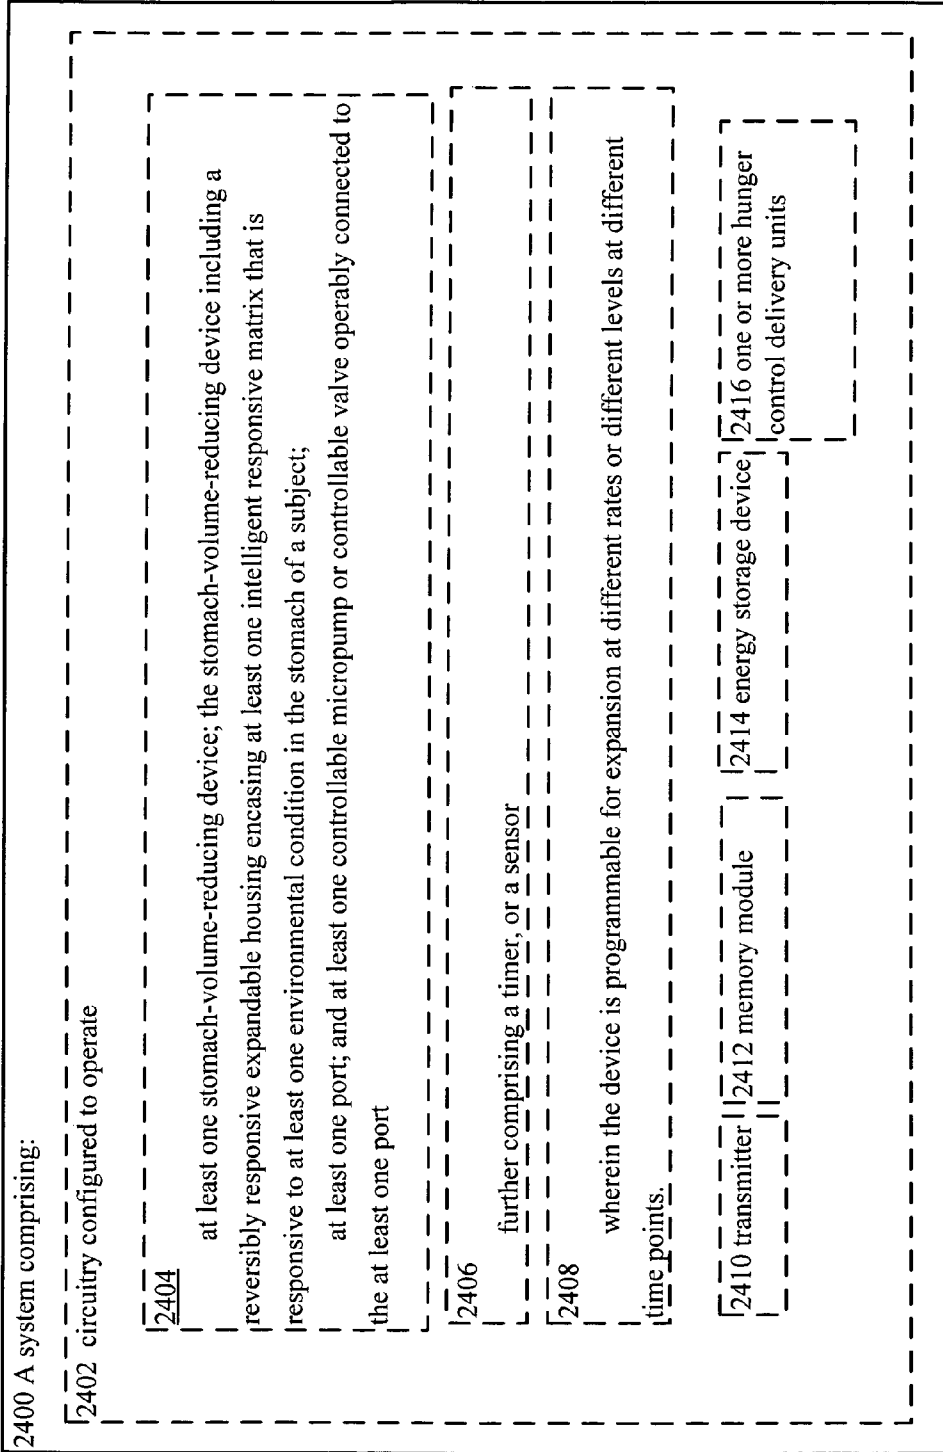 2400 A system comprising:
2402 circuitry configured to operate
2404
at least one stomach-volume-reducing device; the stomach-volume-reducing device including a
reversibly responsive expandable housing encasing at least one intelligent responsive matrix that is
responsive to at least one environmental condition in the stomach of a subject;
at least one port; and at least one controllable micropump or controllable valve operably connected to
the at least one port
2406
further comprising a timer, or a sensor
2408
wherein the device is programmable for expansion at different rates or different levels at different
time points.
2410 transmitter
2412 memory module
2414 energy storage device
2416 one or more hunger
control delivery units